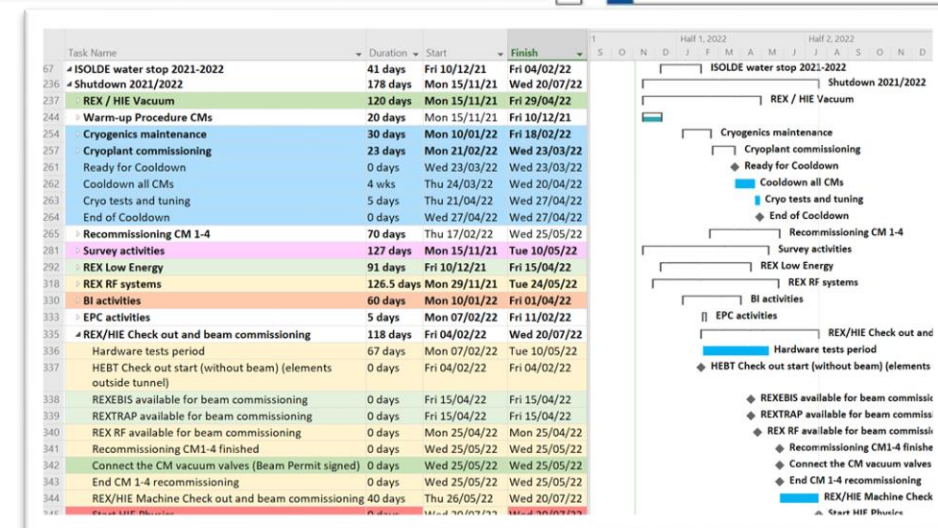 Task Name Duration Start Finish
Half 1, 2022 Half 2, 2022
1 S O N D J F M A M J J A S O N D
67 ISOLDE water stop 2021-2022 41 days Fri 10/12/21 Fri 04/02/22 ISOLDE water stop 2021-2022
236 Shutdown 2021/2022 178 days Mon 15/11/21 Wed 20/07/22 Shutdown 2021/2022
237 REX / HIE Vacuum 120 days Mon 15/11/21 Fri 29/04/22 REX / HIE Vacuum
244 Warm-up Procedure CMs 20 days Mon 15/11/21 Fri 10/12/21
254 Cryogenics maintenance 30 days Mon 10/01/22 Fri 18/02/22 Cryogenics maintenance
257 Cryoplant commissioning 23 days Mon 21/02/22 Wed 23/03/22 Cryoplant commissioning
261 Ready for Cooldown 0 days Wed 23/03/22 Wed 23/03/22 Ready for Cooldown
262 Cooldown all CMs 4 wks Thu 24/03/22 Wed 20/04/22 Cooldown all CMs
263 Cryo tests and tuning 5 days Thu 21/04/22 Wed 27/04/22 Cryo tests and tuning
264 End of Cooldown 0 days Wed 27/04/22 Wed 27/04/22 End of Cooldown
265 Recommissioning CM 1-4 70 days Thu 17/02/22 Wed 25/05/22 Recommissioning CM 1-4
281 Survey activities 127 days Mon 15/11/21 Tue 10/05/22 Survey activities
292 REX Low Energy 91 days Fri 10/12/21 Fri 15/04/22 REX Low Energy
318 REX RF systems 126.5 days Mon 29/11/21 Tue 24/05/22 REX RF systems
330 BI activities 60 days Mon 10/01/22 Fri 01/04/22 BI activities
333 EPC activities 5 days Mon 07/02/22 Fri 11/02/22 EPC activities
335 REX/HIE Check out and beam commissioning 118 days Fri 04/02/22 Wed 20/07/22 REX/HIE Check out and
336 Hardware tests period 67 days Mon 07/02/22 Tue 10/05/22 Hardware tests period
337 HEBT Check out start (without beam) (elements 0 days Fri 04/02/22 Fri 04/02/22 HEBT Check out start (without beam) (elements
outside tunnel)
338 REXEBIS available for beam commissioning 0 days Fri 15/04/22 Fri 15/04/22 REXEBIS available for beam commissic
339 REXTRAP available for beam commissioning 0 days Fri 15/04/22 Fri 15/04/22 REXTRAP available for beam commiss
340 REX RF available for beam commissioning 0 days Mon 25/04/22 Mon 25/04/22 REX RF available for beam commissi
341 Recommissioning CM1-4 finished 0 days Wed 25/05/22 Wed 25/05/22 Recommissioning CM1-4 finishe
342 Connect the CM vacuum valves (Beam Permit signed) 0 days Wed 25/05/22 Wed 25/05/22 Connect the CM vacuum valves
343 End CM 1-4 recommissioning 0 days Wed 25/05/22 Wed 25/05/22 End CM 1-4 recommissioning
344 REX/HIE Machine Check out and beam commissioning 40 days Thu 26/05/22 Wed 20/07/22 REX/HIE Machine Check
345 Start HIE Physics 0 days Wed 20/07/22 Wed 20/07/22 Start HIE Physics